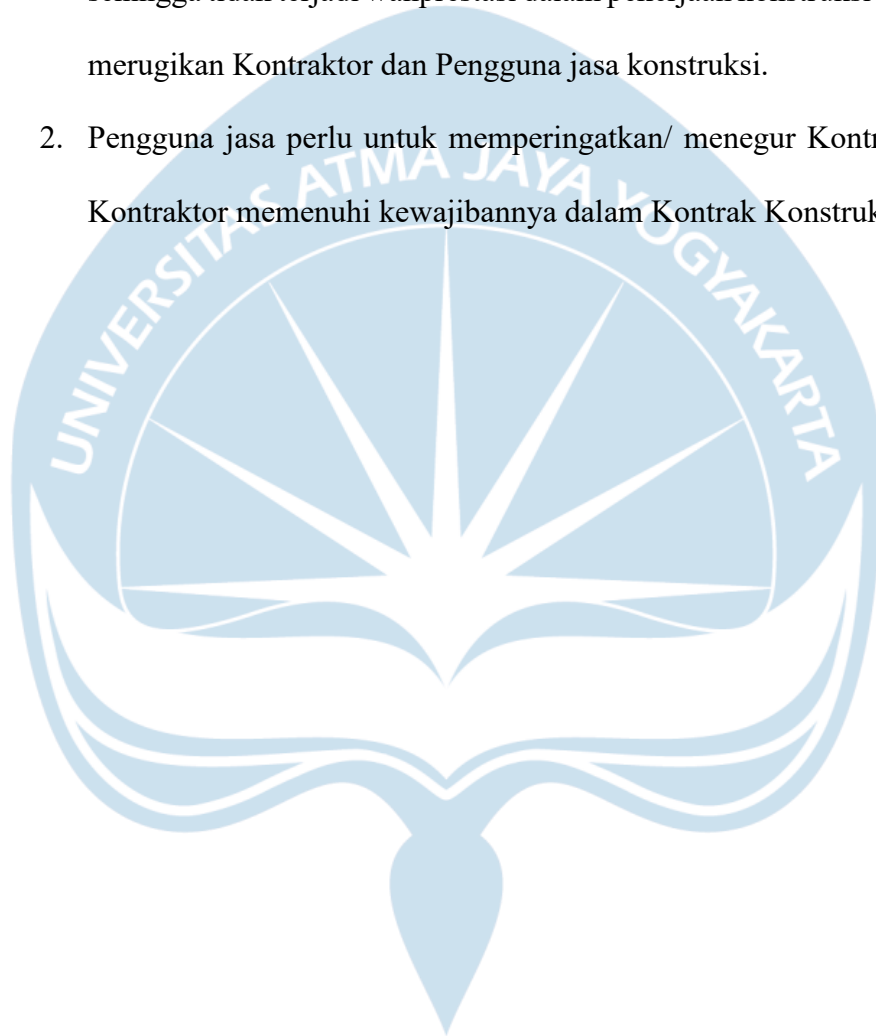 merugikan Kontraktor dan Pengguna jasa konstruksi.
2. Pengguna jasa perlu untuk memperingatkan/ menegur
Kontraktor memenuhi kewajibannya dalam Kontrak
UNIVERSITAS ATMA JAYA YOGYAKARTA